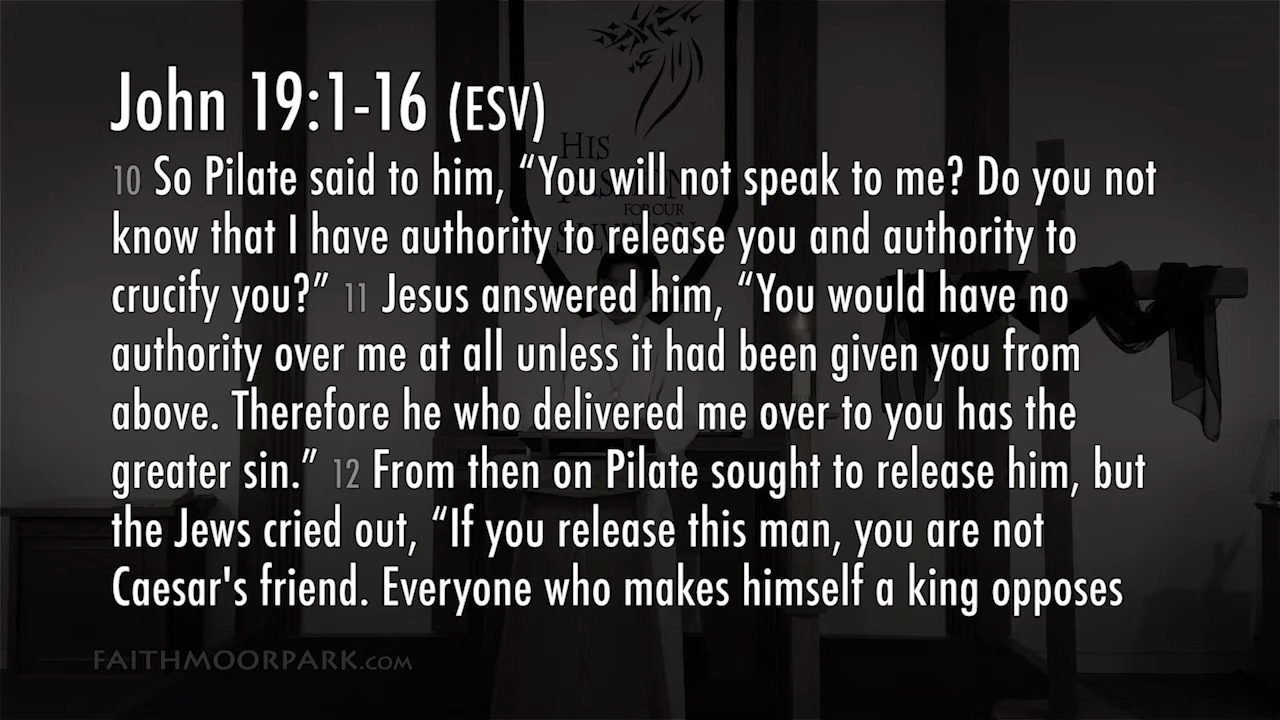 John 19:1-16 (ESV)
10 So Pilate said to him, “You will not speak to me? Do you not
know that I have authority to release you and authority to
crucify you?” 11 Jesus answered him, “You would have no
authority over me at all unless it had been given you from
above. Therefore he who delivered me over to you has the
greater sin.” 12 From then on Pilate sought to release him, but
the Jews cried out, “If you release this man, you are not
Caesar's friend. Everyone who makes himself a king opposes
FAITHMOORPARK.COM
HIS
FOR OUR